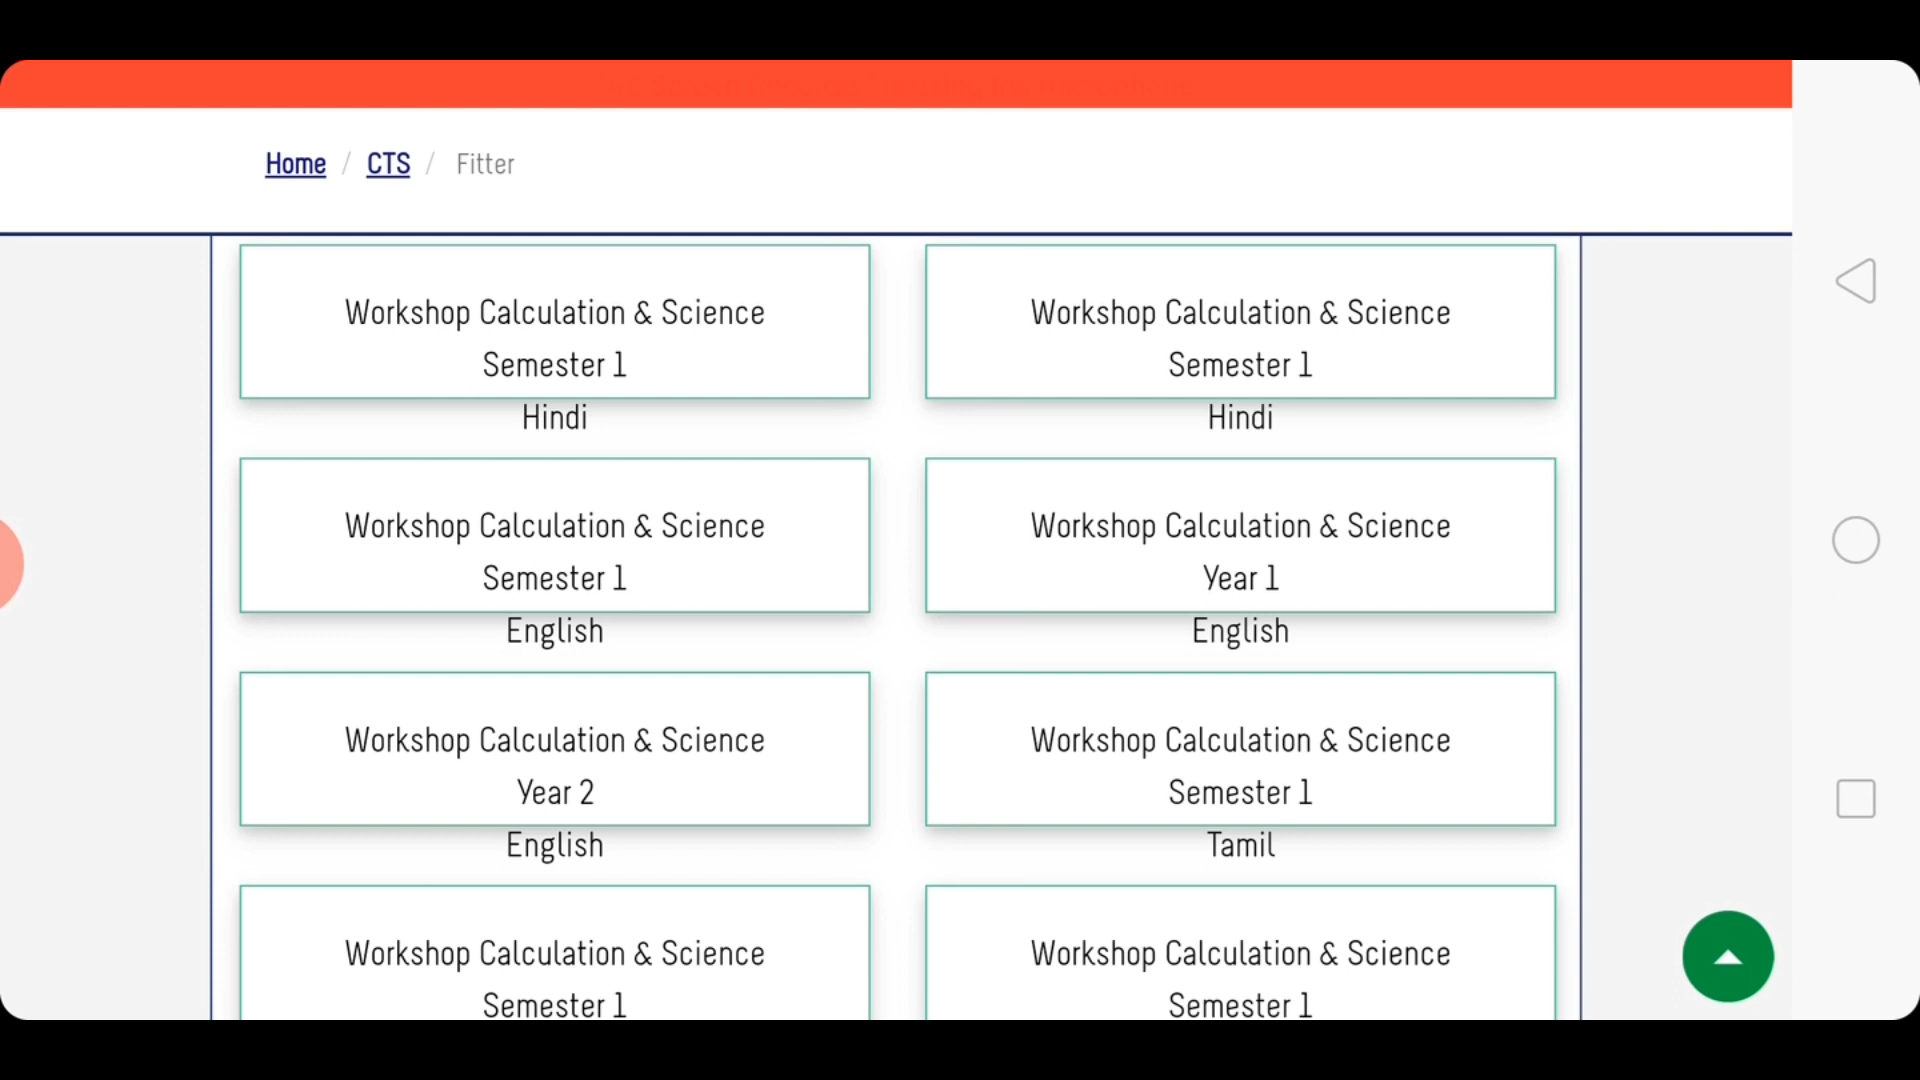 Home / CTS / Fitter
Workshop Calculation & Science
Semester 1
Hindi
Workshop Calculation & Science
Semester 1
Hindi
Workshop Calculation & Science
Semester 1
English
Workshop Calculation & Science
Year 1
English
Workshop Calculation & Science
Year 2
English
Workshop Calculation & Science
Semester 1
Tamil
Workshop Calculation & Science
Semester 1
Workshop Calculation & Science
Semester 1